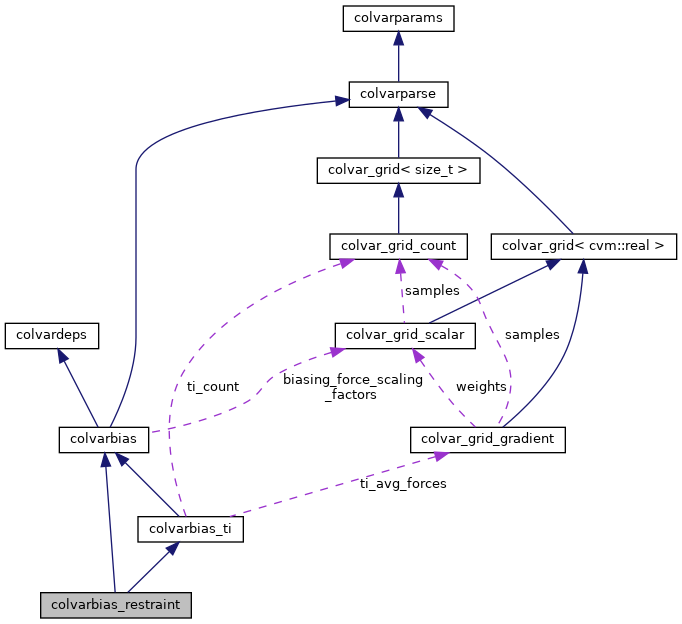 colvarparams
colvarparse
colvar_grid< size_t >
colvar_grid_count
colvar_grid< cvm::real >
samples
colvardeps
colvar_grid_scalar
samples
biasing_force_scaling
_factors
ti_count
weights
colvarbias
colvar_grid_gradient
ti_avg_forces
colvarbias_ti
colvarbias_restraint